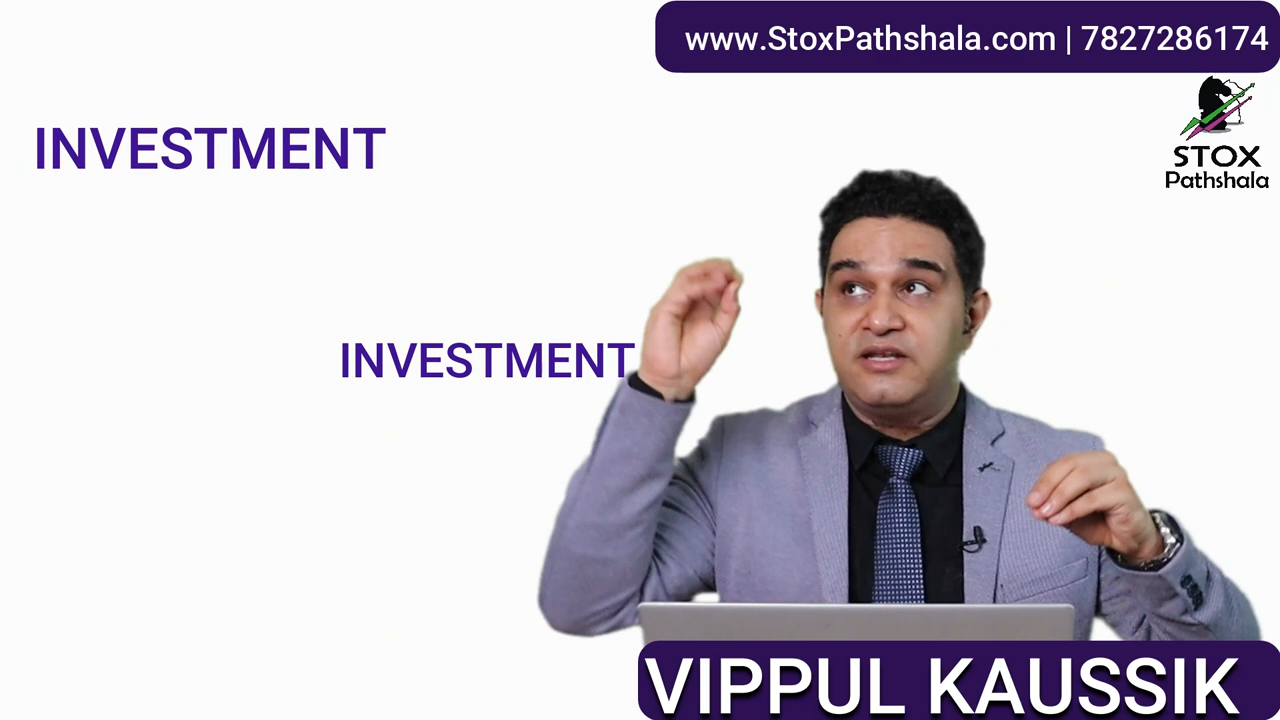 www.StoxPathshala.com | 7827286174
STOX
Pathshala
INVESTMENT
INVESTMENT
VIPPUL KAUSSIK